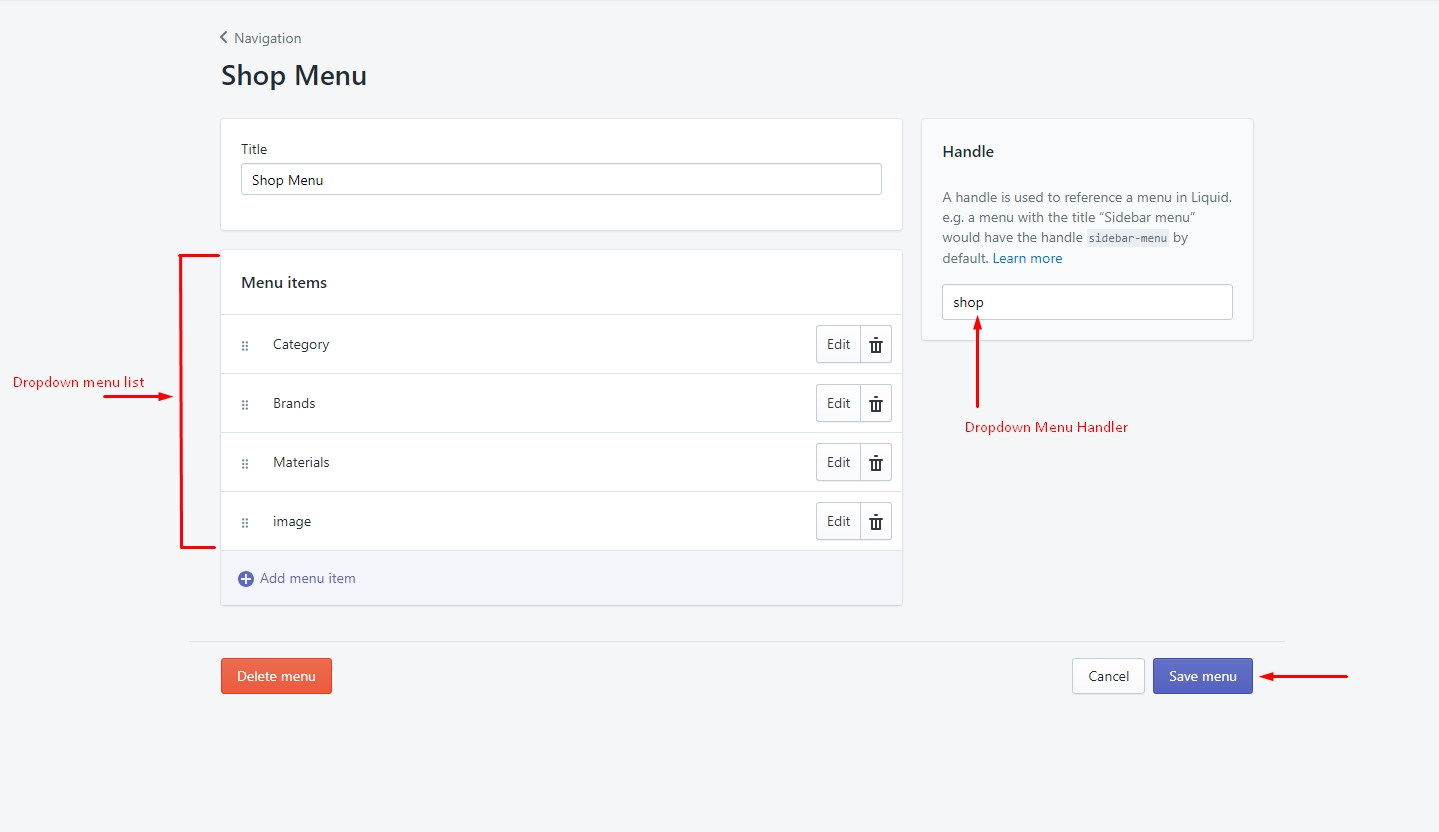 Navigation
Shop Menu
Title
Shop Menu
Handle
A handle is used to reference a menu in Liquid.
e.g. a menu with the title “Sidebar menu”
would have the handle sidebar-menu by
default. Learn more
shop
Dropdown Menu Handler
Menu items
Category Edit
Brands Edit
Materials Edit
image Edit
Add menu item
Dropdown menu list
Delete menu
Cancel
Save menu